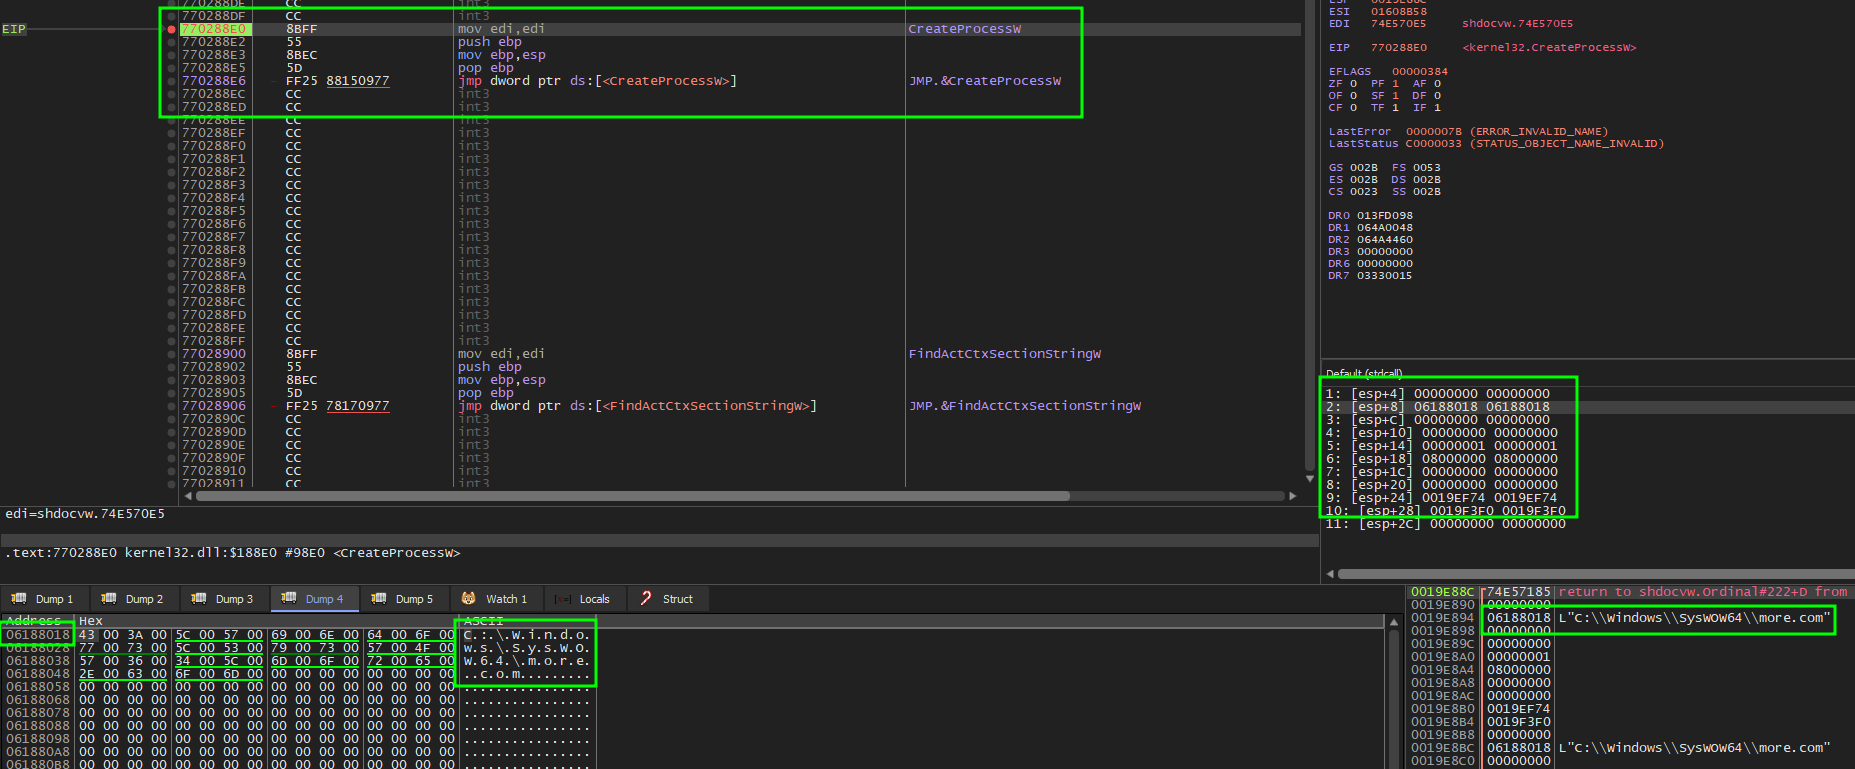 770288DE CC int3
770288DF CC int3
EIP 770288E0 8BFF mov edi,edi CreateProcessW
770288E2 55 push ebp
770288E3 8BEC mov ebp,esp
770288E5 5D pop ebp
770288E6 - FF25 88150977 jmp dword ptr ds:[<CreateProcessW>] JMP.&CreateProcessW
770288EC CC int3
770288ED CC int3
770288EE CC int3
770288EF CC int3
770288F0 CC int3
770288F1 CC int3
770288F2 CC int3
770288F3 CC int3
770288F4 CC int3
770288F5 CC int3
770288F6 CC int3
770288F7 CC int3
770288F8 CC int3
770288F9 CC int3
770288FA CC int3
770288FB CC int3
770288FC CC int3
770288FD CC int3
770288FE CC int3
770288FF CC int3
77028900 8BFF mov edi,edi FindActCtxSectionStringW
77028902 55 push ebp
77028903 8BEC mov ebp,esp
77028905 5D pop ebp
77028906 - FF25 78170977 jmp dword ptr ds:[<FindActCtxSectionStringW>] JMP.&FindActCtxSectionStringW
7702890C CC int3
7702890D CC int3
7702890E CC int3
7702890F CC int3
77028910 CC int3
77028911 CC int3
ESI 01608B58
EDI 74E570E5 shdocvw.74E570E5
EIP 770288E0 <kernel32.CreateProcessW>
EFLAGS 00000384
ZF 0 PF 1 AF 0
OF 0 SF 1 DF 0
CF 0 TF 1 IF 1
LastError 0000007B (ERROR_INVALID_NAME)
LastStatus C0000033 (STATUS_OBJECT_NAME_INVALID)
GS 002B FS 0053
ES 002B DS 002B
CS 0023 SS 002B
DR0 013FD098
DR1 064A0048
DR2 064A4460
DR3 00000000
DR6 00000000
DR7 03330015
Default (stdcall)
1: [esp+4] 00000000 00000000
2: [esp+8] 06188018 06188018
3: [esp+C] 00000000 00000000
4: [esp+10] 00000000 00000000
5: [esp+14] 00000001 00000001
6: [esp+18] 08000000 08000000
7: [esp+1C] 00000000 00000000
8: [esp+20] 00000000 00000000
9: [esp+24] 0019EF74 0019EF74
10: [esp+28] 0019F3F0 0019F3F0
11: [esp+2C] 00000000 00000000
edi=shdocvw.74E570E5
.text:770288E0 kernel32.dll:$188E0 #98E0 <CreateProcessW>
Dump 1 Dump 2 Dump 3 Dump 4 Dump 5 Watch 1 Locals Struct
Address Hex ASCII
06188018 43 00 3A 00 5C 00 57 00 69 00 6E 00 64 00 6F 00 C.:.\.W.i.n.d.o.
06188028 77 00 73 00 5C 00 53 00 79 00 73 00 57 00 4F 00 w.s.\.S.y.s.W.O.
06188038 57 00 36 00 34 00 5C 00 6D 00 6F 00 72 00 65 00 W.6.4.\.m.o.r.e.
06188048 2E 00 63 00 6F 00 6D 00 00 00 00 00 00 00 00 00 ..c.o.m.........
06188058 00 00 00 00 00 00 00 00 00 00 00 00 00 00 00 00 ................
06188068 00 00 00 00 00 00 00 00 00 00 00 00 00 00 00 00 ................
06188078 00 00 00 00 00 00 00 00 00 00 00 00 00 00 00 00 ................
06188088 00 00 00 00 00 00 00 00 00 00 00 00 00 00 00 00 ................
06188098 00 00 00 00 00 00 00 00 00 00 00 00 00 00 00 00 ................
061880A8 00 00 00 00 00 00 00 00 00 00 00 00 00 00 00 00 ................
061880B8 00 00 00 00 00 00 00 00 00 00 00 00 00 00 00 00 ................
0019E88C 74E57185 return to shdocvw.Ordinal#222+D from
0019E890 00000000
0019E894 06188018 L"C:\\Windows\\SysWOW64\\more.com"
0019E898 00000000
0019E89C 00000000
0019E8A0 00000001
0019E8A4 08000000
0019E8A8 00000000
0019E8AC 00000000
0019E8B0 0019EF74
0019E8B4 0019F3F0
0019E8B8 00000000
0019E8BC 06188018 L"C:\\Windows\\SysWOW64\\more.com"
0019E8C0 00000000